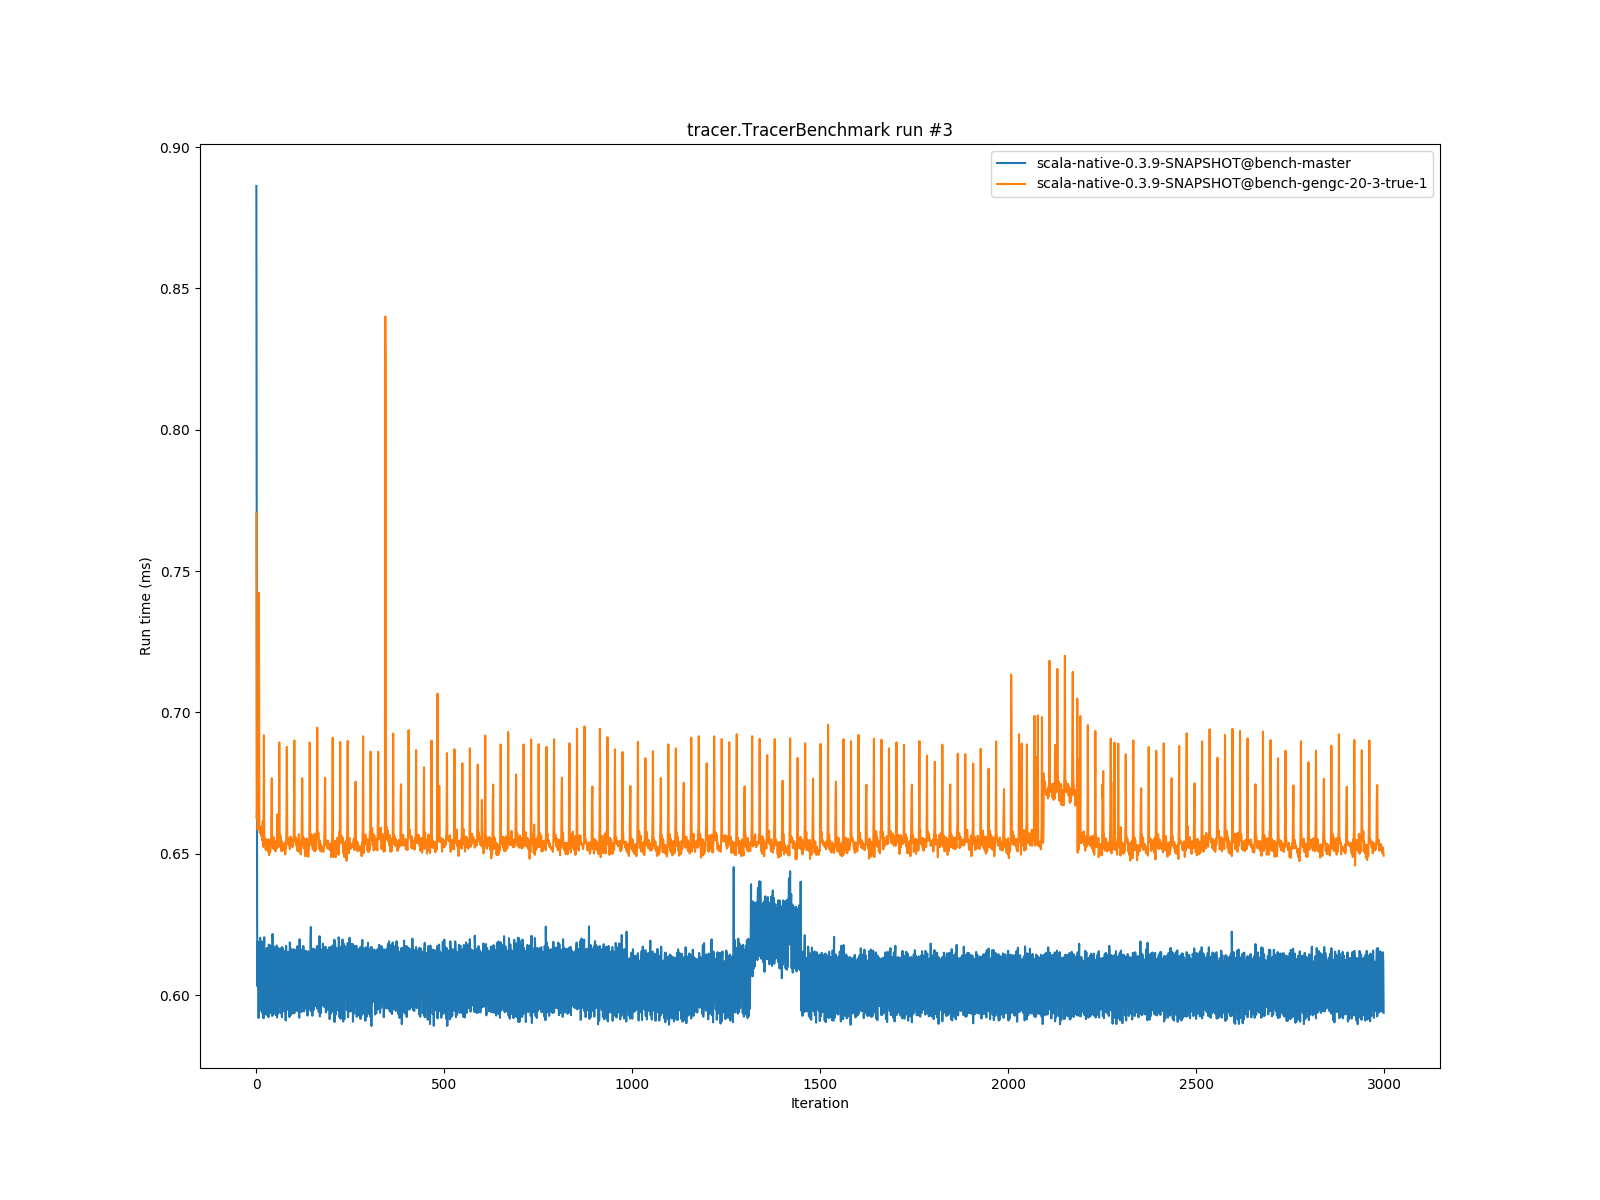 tracer.TracerBenchmark run #3
scala-native-0.3.9-SNAPSHOT@bench-master
scala-native-0.3.9-SNAPSHOT@bench-gengc-20-3-true-1
Run time (ms)
0.90
0.85
0.80
0.75
0.70
0.65
0.60
0
500
1000
1500
2000
2500
3000
Iteration